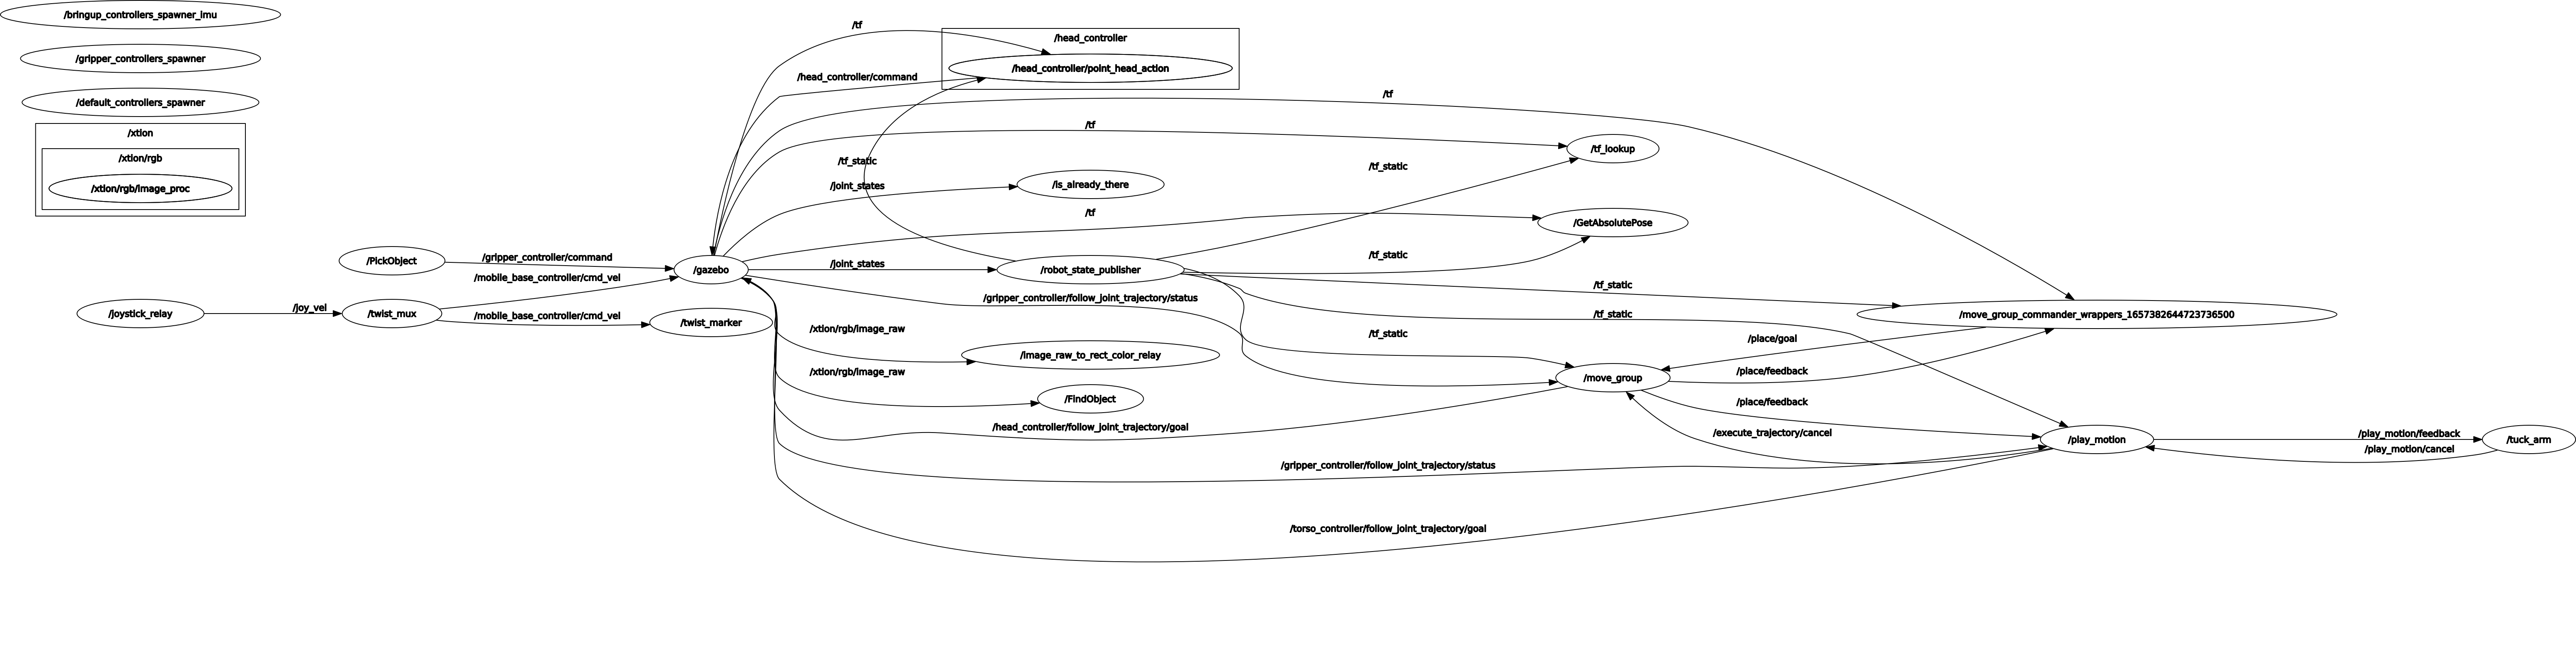 /bringup_controllers_spawner_imu
/gripper_controllers_spawner
/default_controllers_spawner
/xtion
/xtion/rgb
/xtion/rgb/image_proc
/joystick_relay
/joy_vel
/PickObject
/twist_mux
/gripper_controller/command
/mobile_base_controller/cmd_vel
/mobile_base_controller/cmd_vel
/gazebo
/twist_marker
/tf
/head_controller/command
/tf_static
/joint_states
/joint_states
/xtion/rgb/image_raw
/xtion/rgb/image_raw
/head_controller
/head_controller/point_head_action
/tf
/is_already_there
/tf
/robot_state_publisher
/gripper_controller/follow_joint_trajectory/status
/image_raw_to_rect_color_relay
/FindObject
/head_controller/follow_joint_trajectory/goal
/tf
/tf_static
/tf_static
/tf_static
/gripper_controller/follow_joint_trajectory/status
/torso_controller/follow_joint_trajectory/goal
/tf_lookup
/GetAbsolutePose
/tf_static
/tf_static
/move_group
/place/goal
/place/feedback
/place/feedback
/execute_trajectory/cancel
/move_group_commander_wrappers_1657382644723736500
/play_motion
/play_motion/feedback
/play_motion/cancel
/tuck_arm